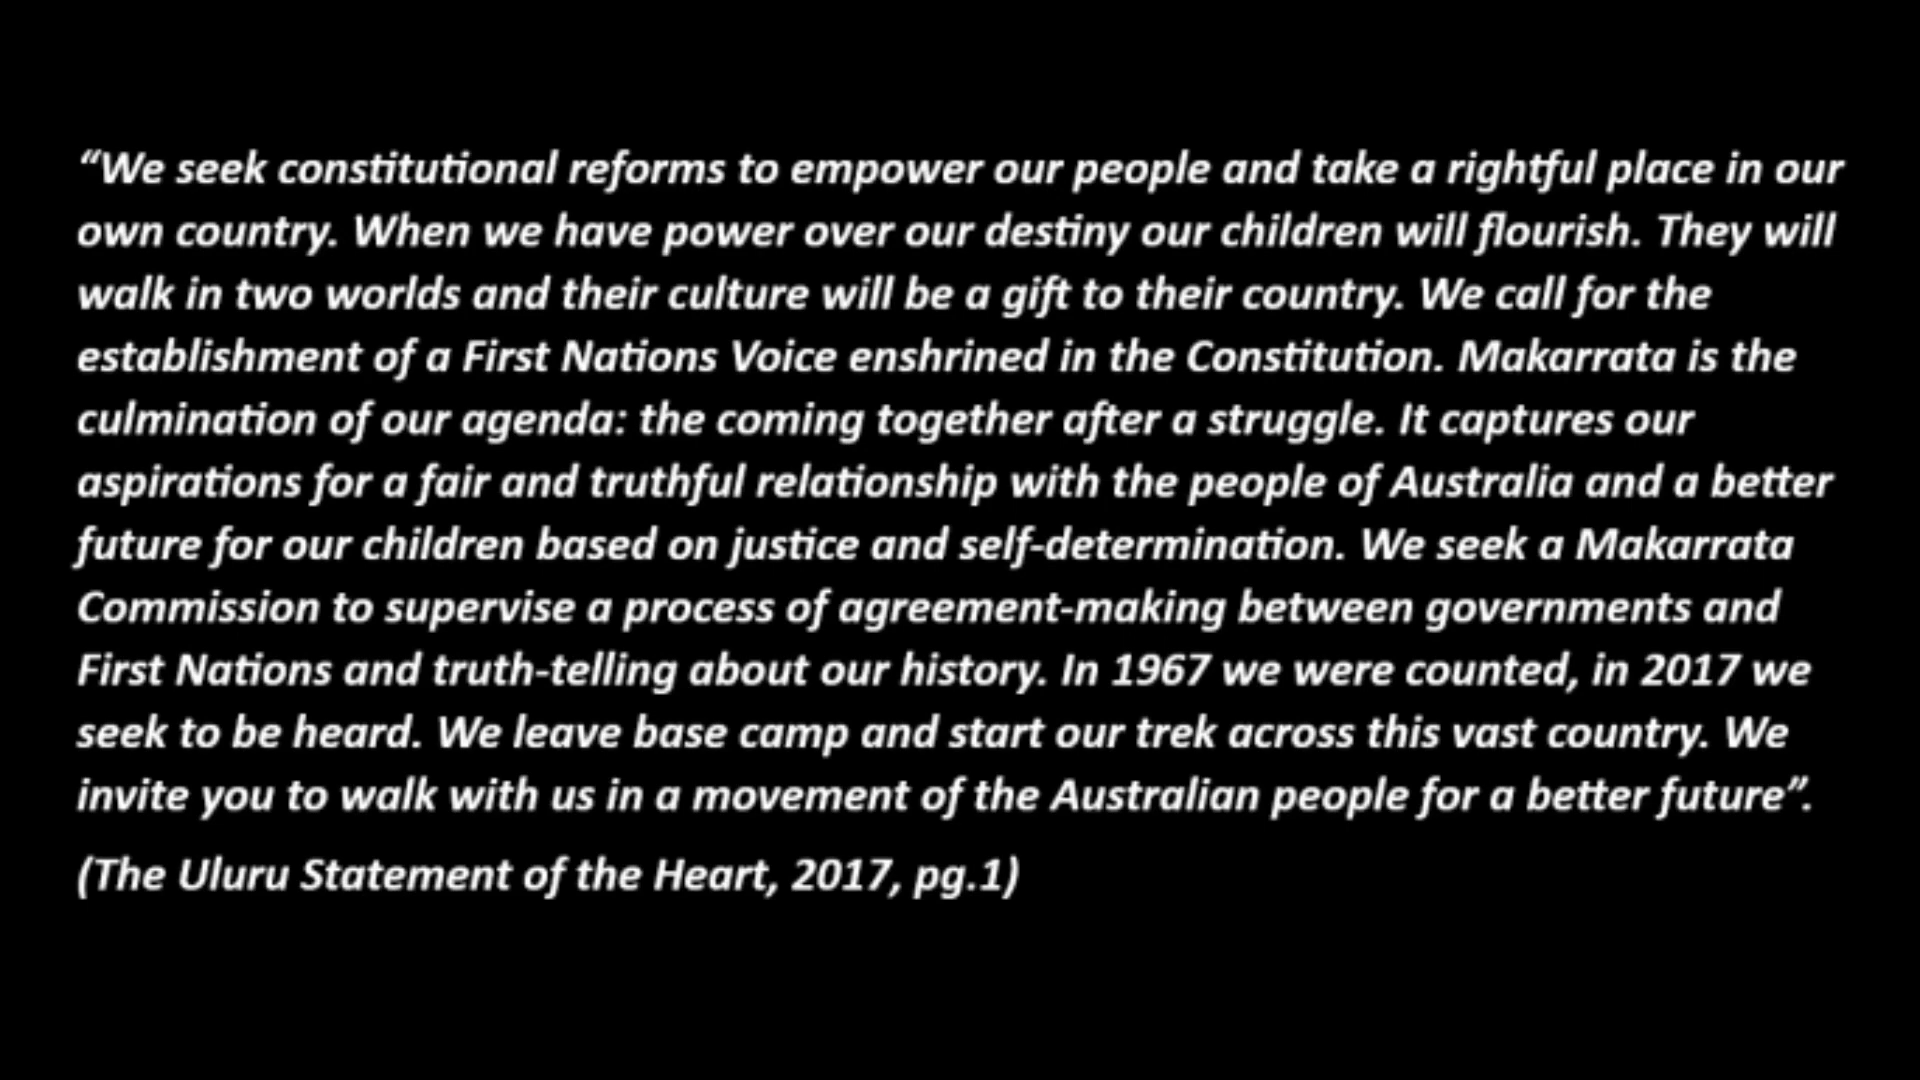 “We seek constitutional reforms to empower our people and take a rightful place in our
own country. When we have power over our destiny our children will flourish. They will
walk in two worlds and their culture will be a gift to their country. We call for the
establishment of a First Nations Voice enshrined in the Constitution. Makarrata is the
culmination of our agenda: the coming together after a struggle. It captures our
aspirations for a fair and truthful relationship with the people of Australia and a better
future for our children based on justice and self-determination. We seek a Makarrata
Commission to supervise a process of agreement-making between governments and
First Nations and truth-telling about our history. In 1967 we were counted, in 2017 we
seek to be heard. We leave base camp and start our trek across this vast country. We
invite you to walk with us in a movement of the Australian people for a better future”.
(The Uluru Statement of the Heart, 2017, pg.1)